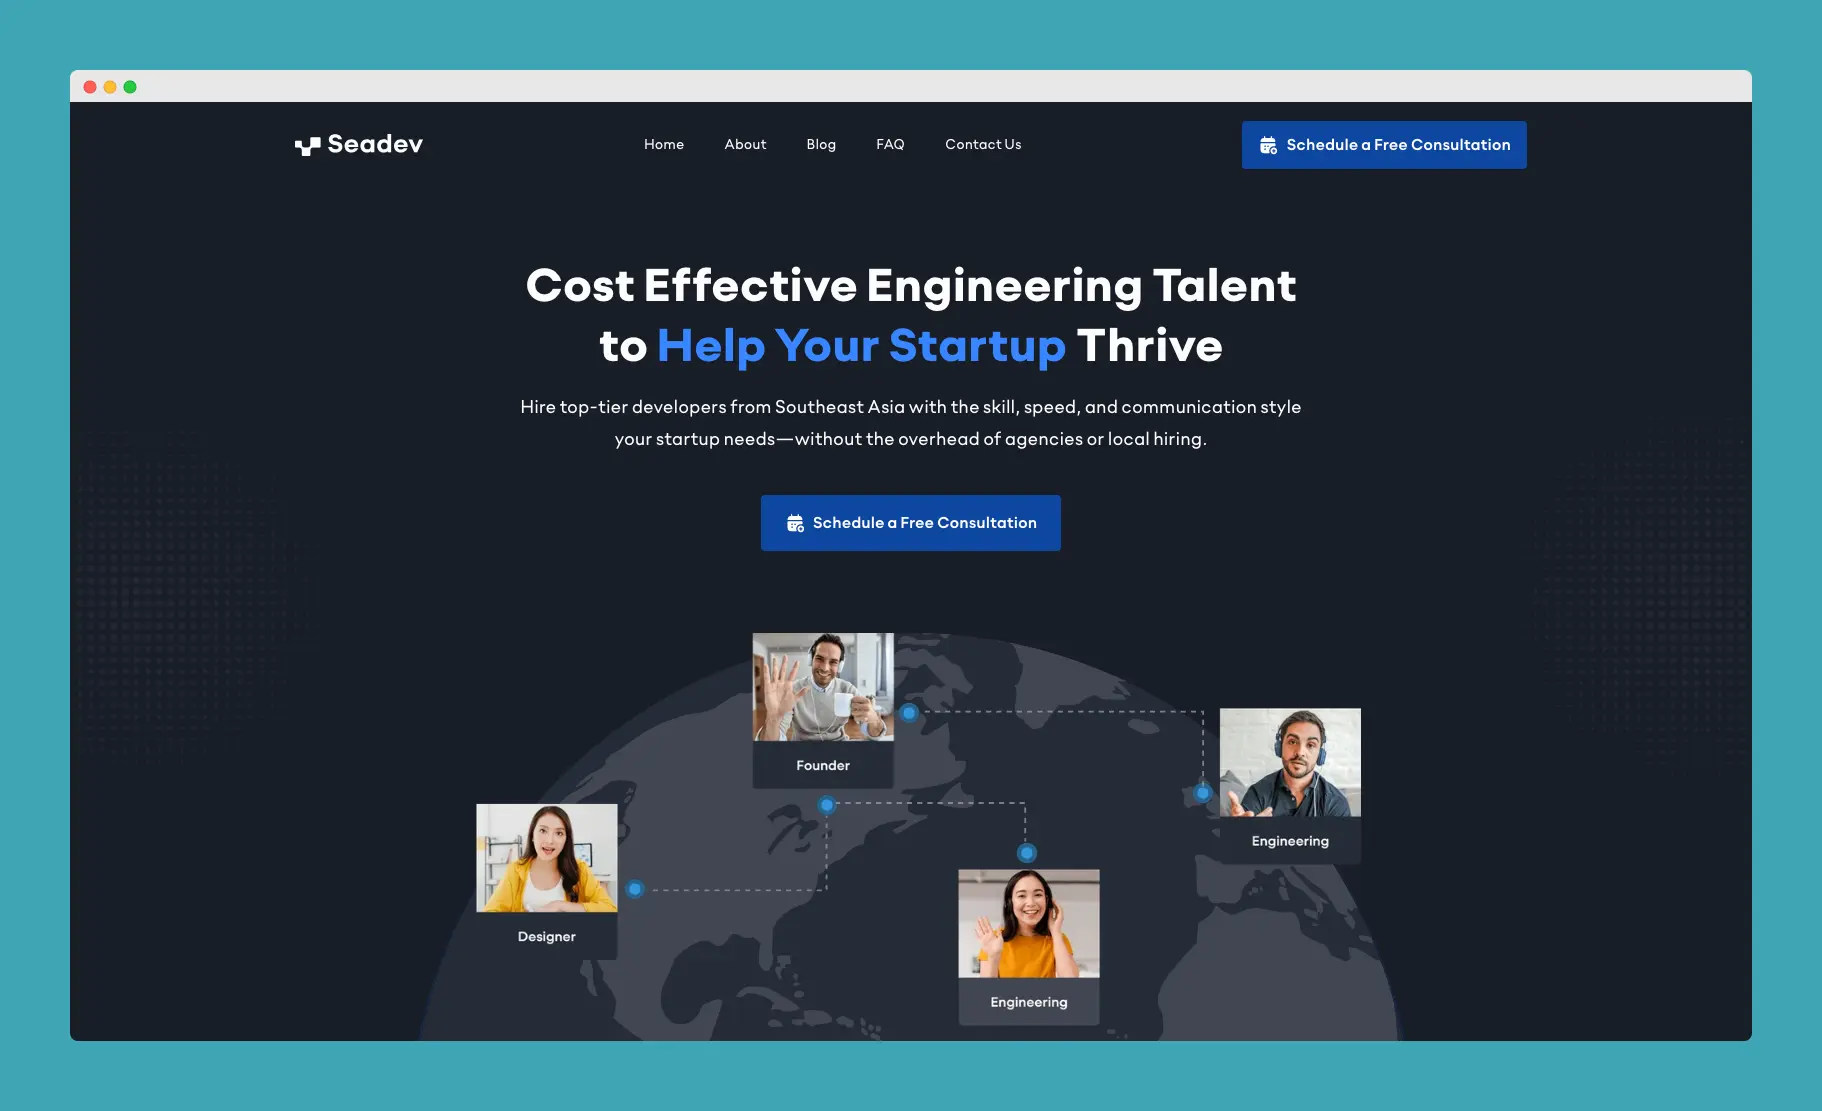 Seadev
Home
About
Blog
FAQ
Contact Us
Schedule a Free Consultation
Cost Effective Engineering Talent
to Help Your Startup Thrive
Hire top-tier developers from Southeast Asia with the skill, speed, and communication style
your startup needs—without the overhead of agencies or local hiring.
Schedule a Free Consultation
Founder
Engineering
Designer
Engineering